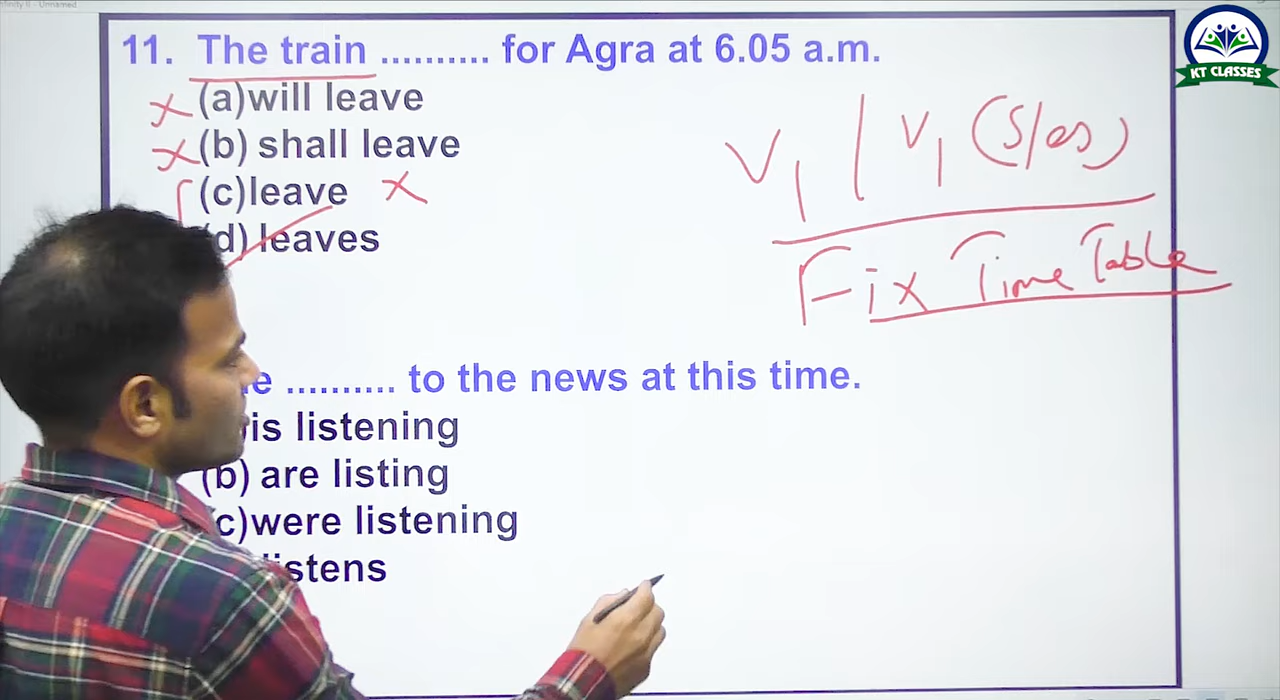 11. The train .......... for Agra at 6.05 a.m.
(a)will leave
(b) shall leave
(c)leave
(d) leaves
V1 | V1 (s/es)
Fix Time Table
.......... to the news at this time.
is listening
(b) are listing
(c)were listening
listens
KT CLASSES